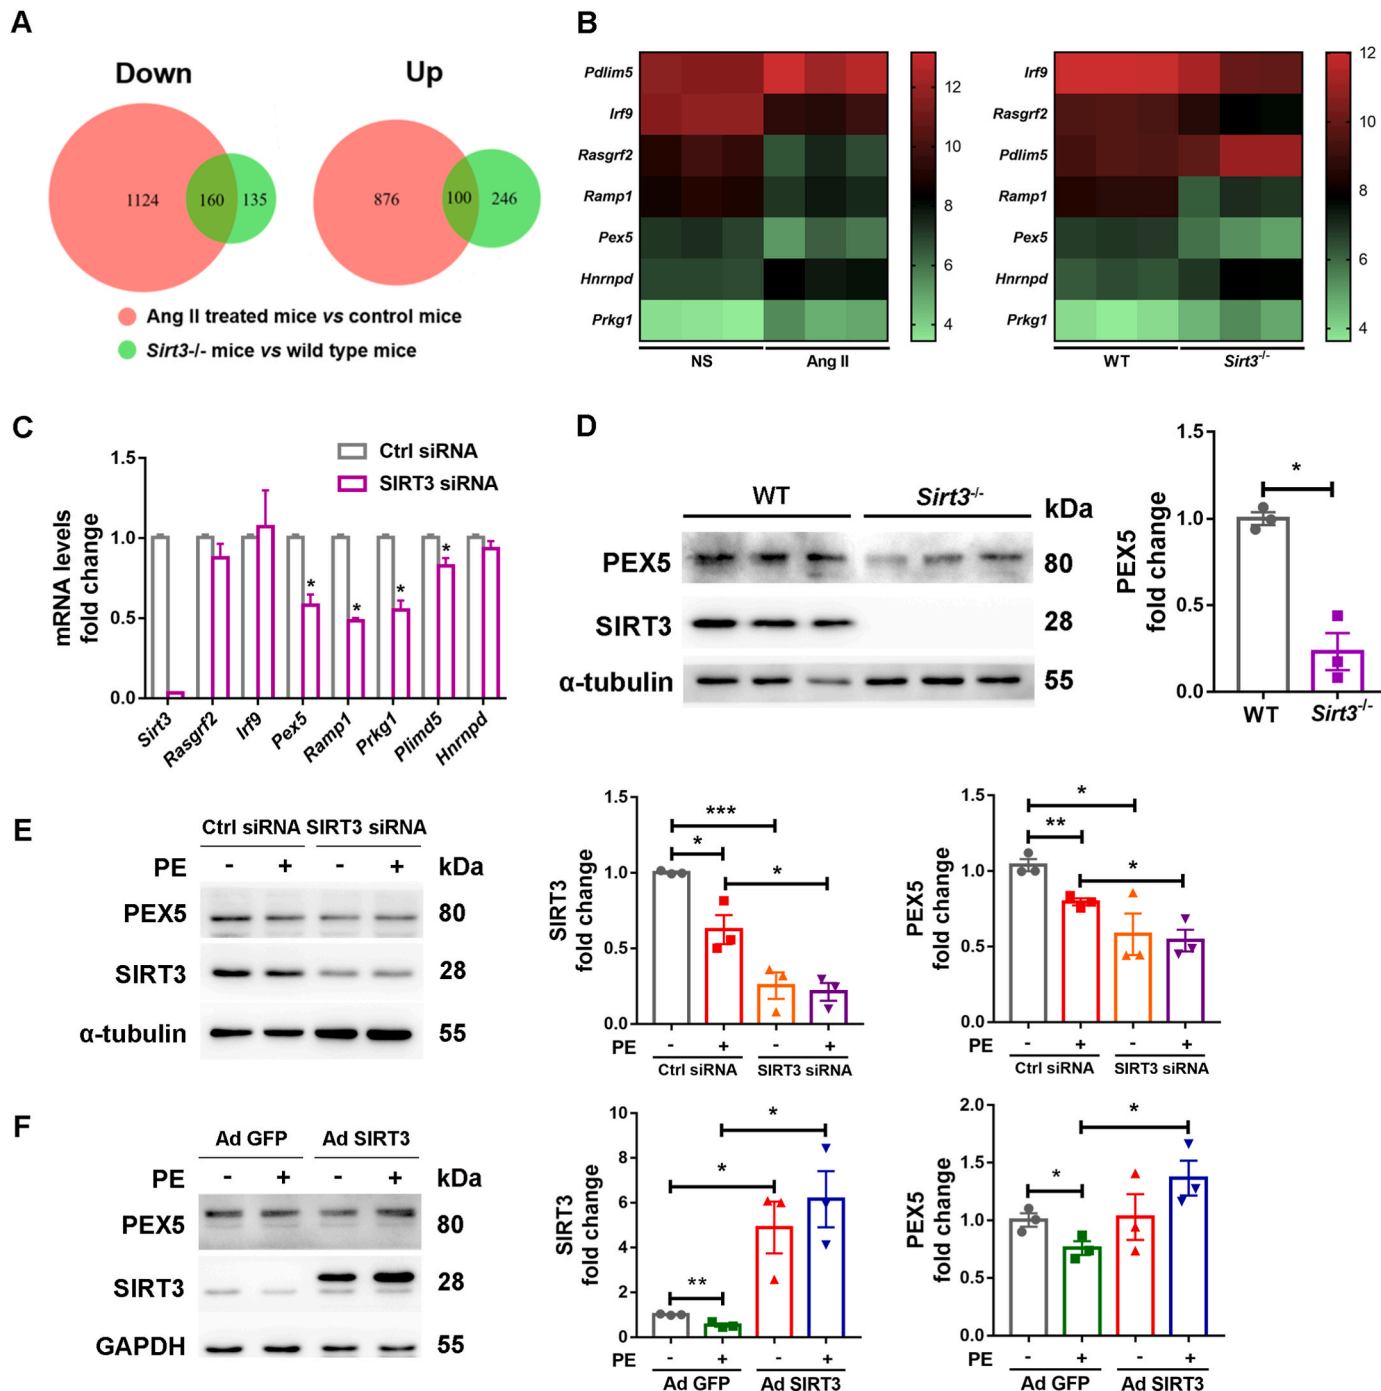 A
Down
Up
1124
160
135
876
100
246
Ang II treated mice vs control mice
Sirt3-/- mice vs wild type mice
B
Pdlim5
Irf9
Rasgrf2
Ramp1
Pex5
Hnrnpd
Prkg1
NS
Ang II
12
10
8
6
4
Irf9
Rasgrf2
Pdlim5
Ramp1
Pex5
Hnrnpd
Prkg1
WT
Sirt3-/-
12
10
8
6
4
C
Ctrl siRNA
SIRT3 siRNA
mRNA levels
fold change
1.5
1.0
0.5
0.0
* * * *
Sirt3
Rasgrf2
Irf9
Pex5
Ramp1
Prkg1
Plimd5
Hnrnpd
D
WT
Sirt3-/-
kDa
PEX5
80
SIRT3
28
α-tubulin
55
PEX5
fold change
1.5
1.0
0.5
0.0
*
WT
Sirt3-/-
E
Ctrl siRNA SIRT3 siRNA
PE - + - + kDa
PEX5
80
SIRT3
28
α-tubulin
55
SIRT3
fold change
1.5
1.0
0.5
0.0
***
*
*
PE - + - +
Ctrl siRNA SIRT3 siRNA
PEX5
fold change
1.5
1.0
0.5
0.0
*
**
*
PE - + - +
Ctrl siRNA SIRT3 siRNA
F
Ad GFP Ad SIRT3
PE - + - + kDa
PEX5
80
SIRT3
28
GAPDH
55
SIRT3
fold change
10
8
6
4
2
0
*
*
**
PE - + - +
Ad GFP Ad SIRT3
PEX5
fold change
2.0
1.5
1.0
0.5
0.0
*
*
PE - + - +
Ad GFP Ad SIRT3